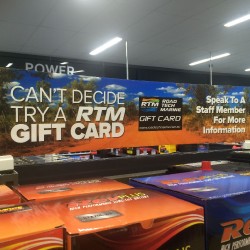 POWER
CAN'T DECIDE
TRY A RTM
GIFT CARD
RTM
ROAD
TECH
MARINE
GIFT CARD
Speak To A
Staff Member
For More
Information